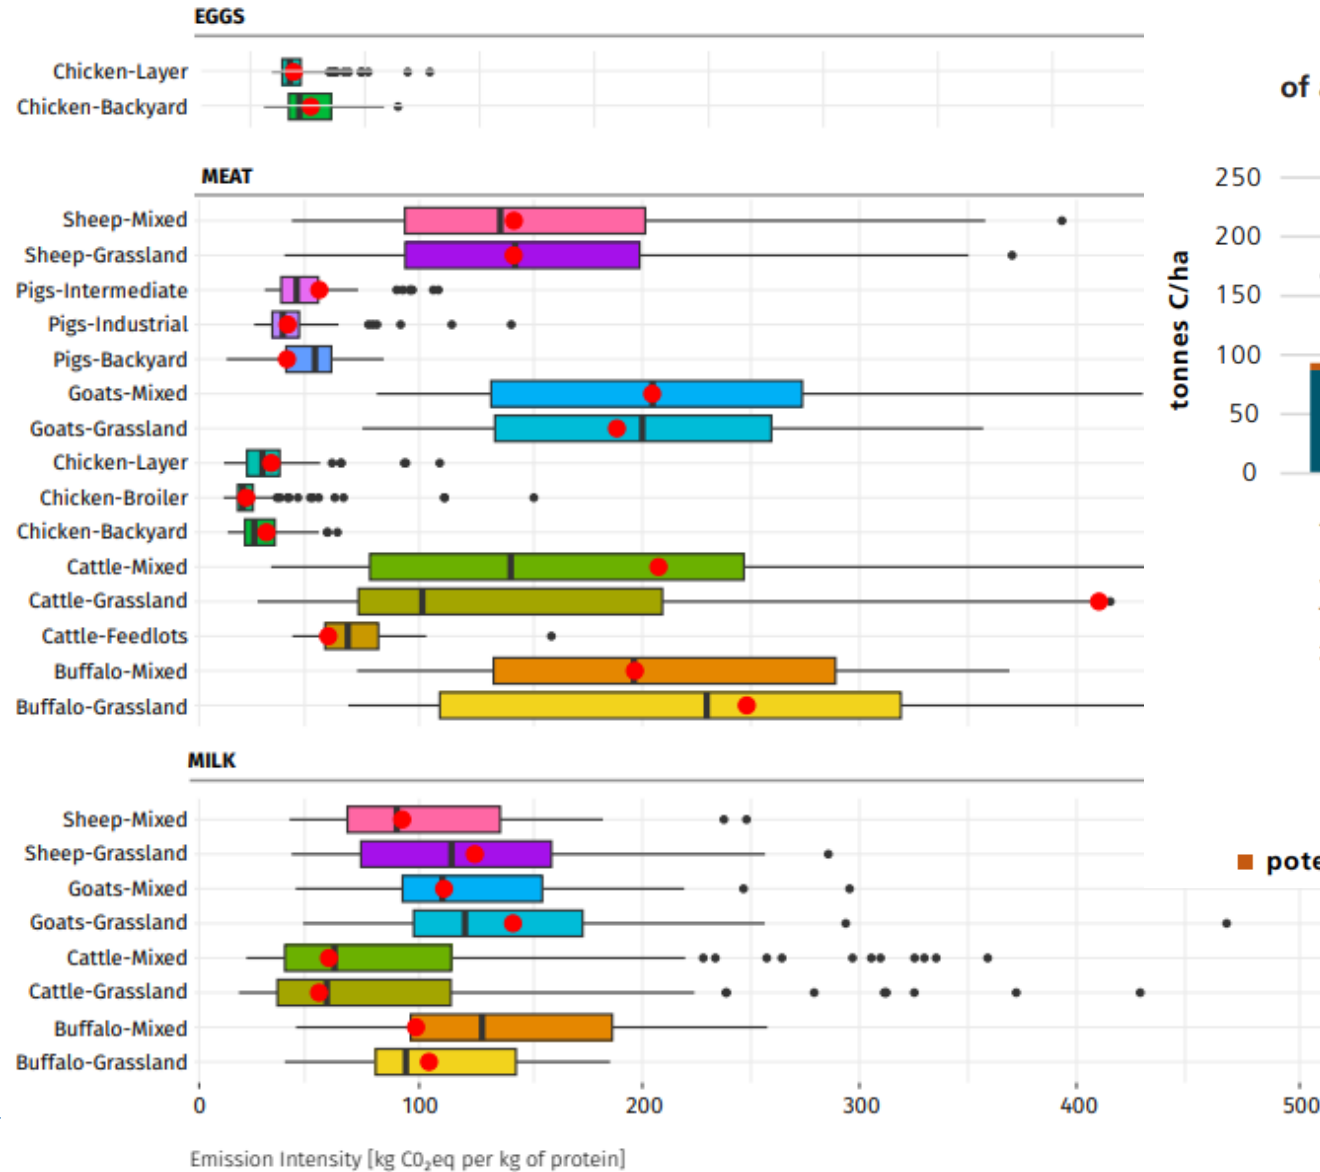 EGGS
Chicken-Layer
Chicken-Backyard
MEAT
Sheep-Mixed
Sheep-Grassland
Pigs-Intermediate
Pigs-Industrial
Pigs-Backyard
Goats-Mixed
Goats-Grassland
Chicken-Layer
Chicken-Broiler
Chicken-Backyard
Cattle-Mixed
Cattle-Grassland
Cattle-Feedlots
Buffalo-Mixed
Buffalo-Grassland
MILK
Sheep-Mixed
Sheep-Grassland
Goats-Mixed
Goats-Grassland
Cattle-Mixed
Cattle-Grassland
Buffalo-Mixed
Buffalo-Grassland
0 100 200 300 400 500
Emission Intensity [kg C0₂eq per kg of protein]
of
tonnes C/ha
250
200
150
100
50
0
pote